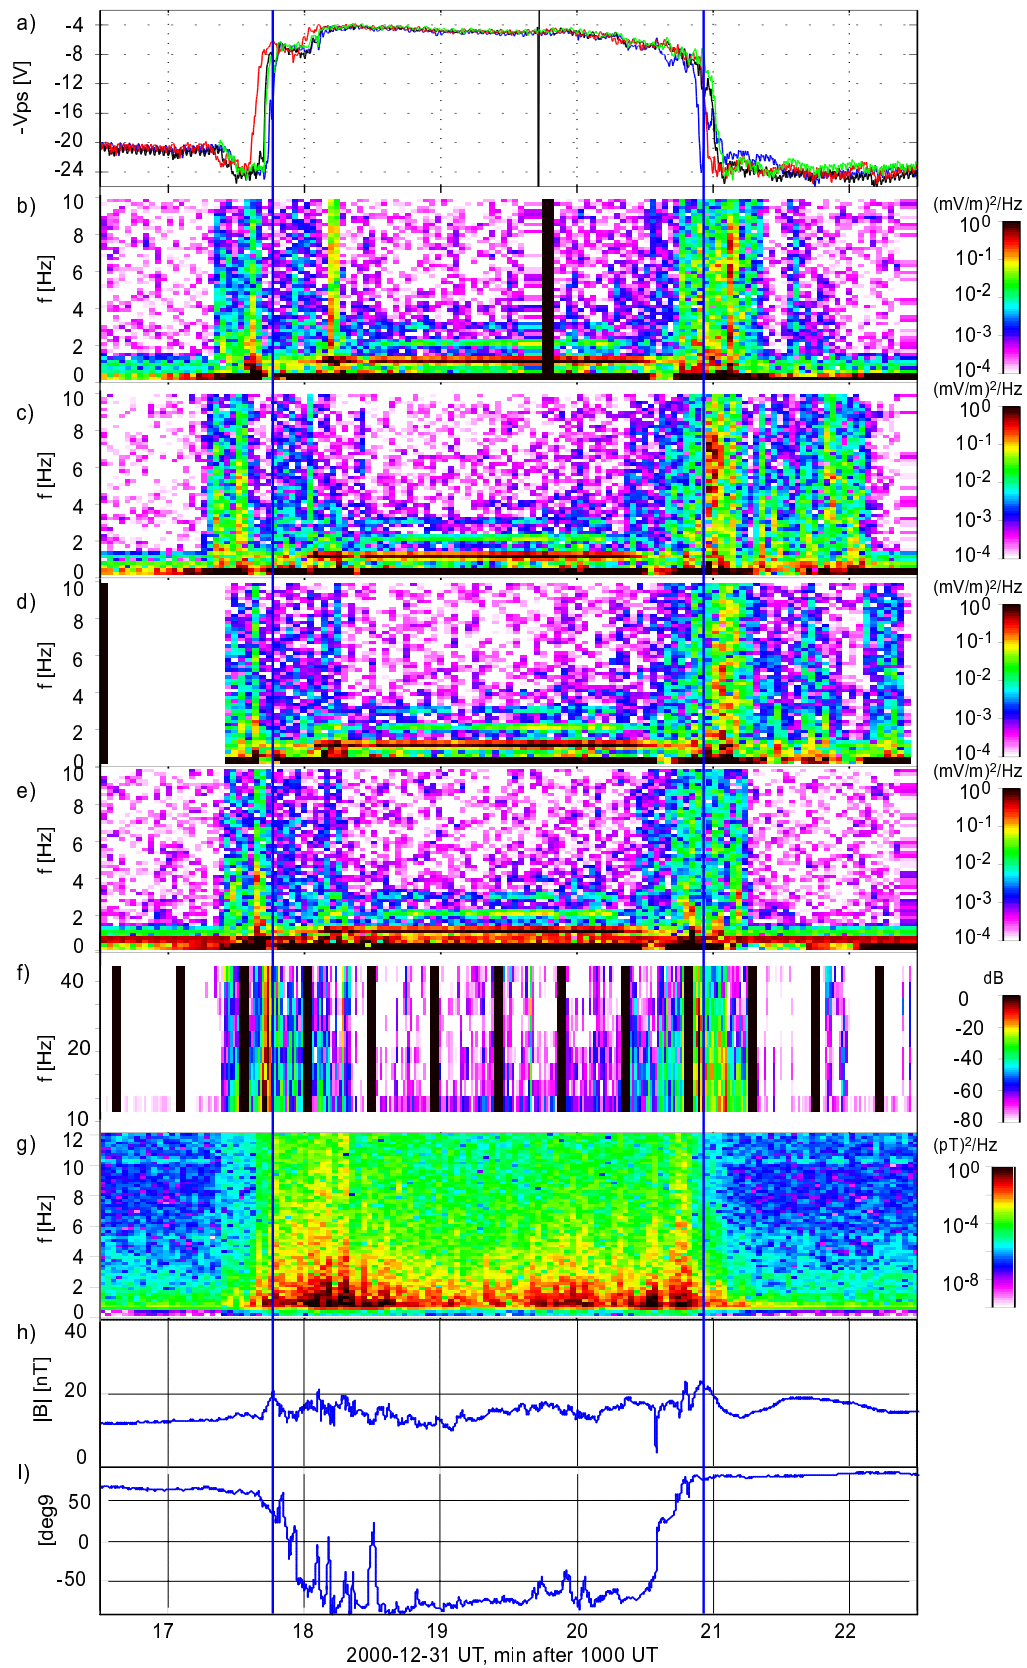 a)
-4
-8
-12
-16
-20
-24
-Vps [V]
b)
10
8
6
4
2
0
f [Hz]
(mV/m)²/Hz
10⁰
10⁻¹
10⁻²
10⁻³
10⁻⁴
c)
10
8
6
4
2
0
f [Hz]
(mV/m)²/Hz
10⁰
10⁻¹
10⁻²
10⁻³
10⁻⁴
d)
10
8
6
4
2
0
f [Hz]
(mV/m)²/Hz
10⁰
10⁻¹
10⁻²
10⁻³
10⁻⁴
e)
10
8
6
4
2
0
f [Hz]
(mV/m)²/Hz
10⁰
10⁻¹
10⁻²
10⁻³
10⁻⁴
f)
40
20
10
f [Hz]
dB
0
-20
-40
-60
-80
g)
12
10
8
6
4
2
0
f [Hz]
(pT)²/Hz
10⁰
10⁻⁴
10⁻⁸
h)
40
20
0
|B| [nT]
I)
50
0
-50
[deg9
17 18 19 20 21 22
2000-12-31 UT, min after 1000 UT